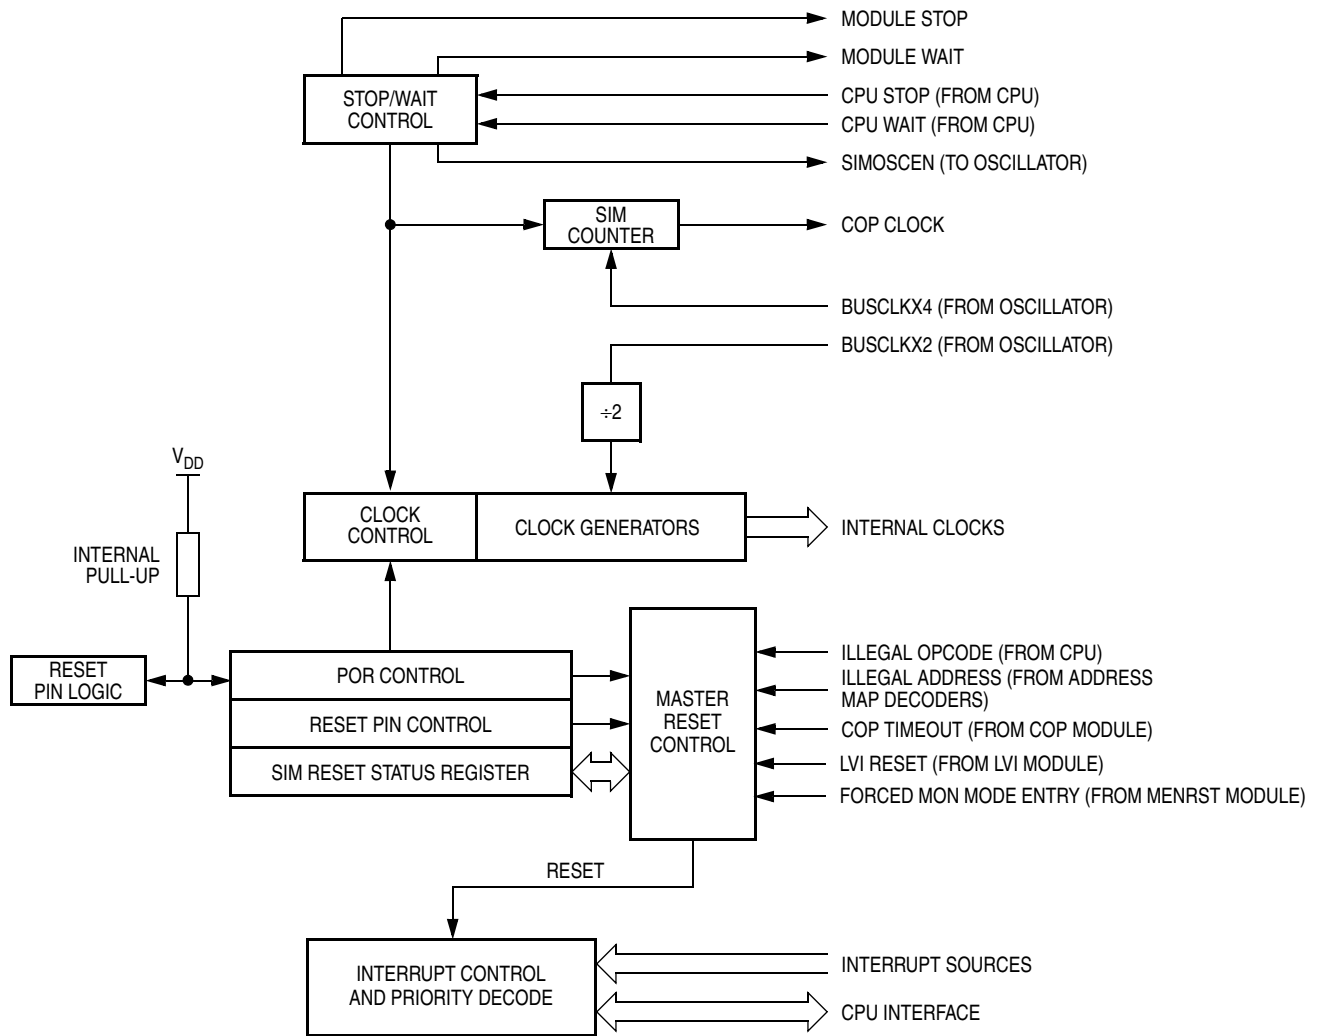 MODULE STOP
MODULE WAIT
STOP/WAIT
CONTROL
CPU STOP (FROM CPU)
CPU WAIT (FROM CPU)
SIMOSCEN (TO OSCILLATOR)
SIM
COUNTER
COP CLOCK
BUSCLKX4 (FROM OSCILLATOR)
BUSCLKX2 (FROM OSCILLATOR)
÷2
VDD
INTERNAL
PULL-UP
CLOCK
CONTROL
CLOCK GENERATORS
INTERNAL CLOCKS
RESET
PIN LOGIC
POR CONTROL
RESET PIN CONTROL
SIM RESET STATUS REGISTER
MASTER
RESET
CONTROL
ILLEGAL OPCODE (FROM CPU)
ILLEGAL ADDRESS (FROM ADDRESS
MAP DECODERS)
COP TIMEOUT (FROM COP MODULE)
LVI RESET (FROM LVI MODULE)
FORCED MON MODE ENTRY (FROM MENRST MODULE)
RESET
INTERRUPT CONTROL
AND PRIORITY DECODE
INTERRUPT SOURCES
CPU INTERFACE